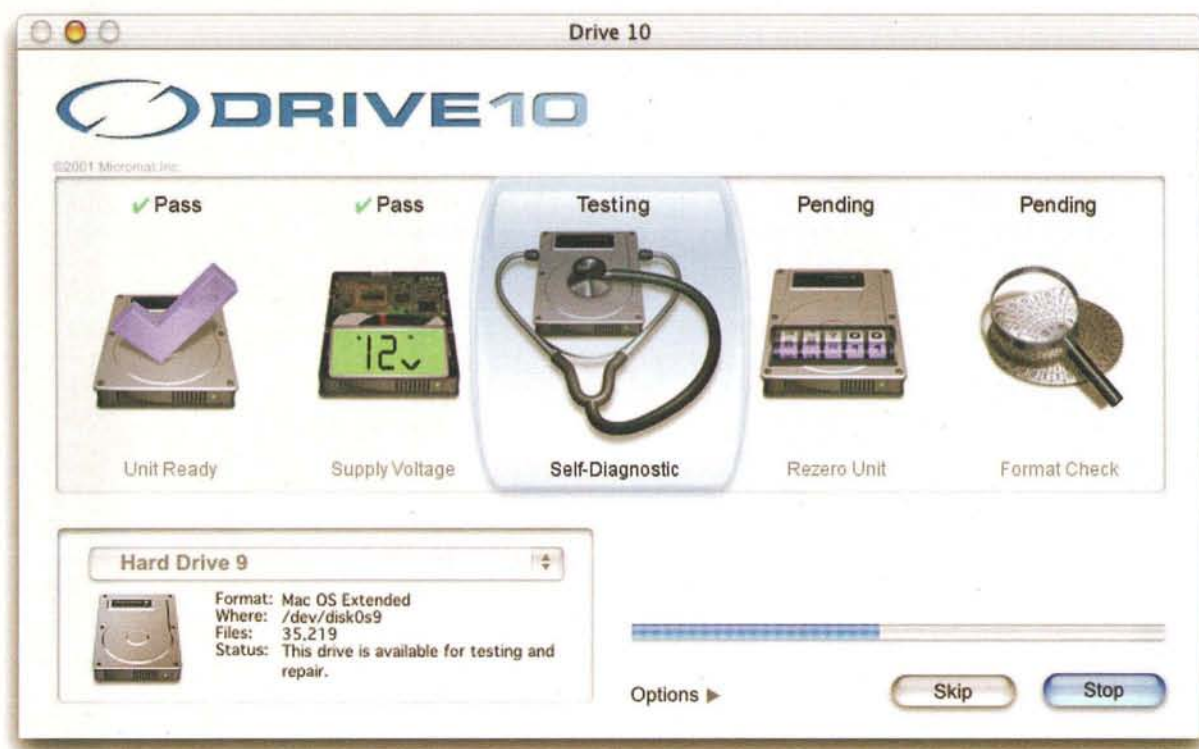 Drive 10
DRIVE10
©2001 Micromat Inc.
✓ Pass
✓ Pass
Testing
Pending
Pending
12v
Unit Ready
Supply Voltage
Self-Diagnostic
Rezero Unit
Format Check
Hard Drive 9
Format: Mac OS Extended
Where: /dev/disk0s9
Files: 35,219
Status: This drive is available for testing and
repair.
Options ▶
Skip
Stop